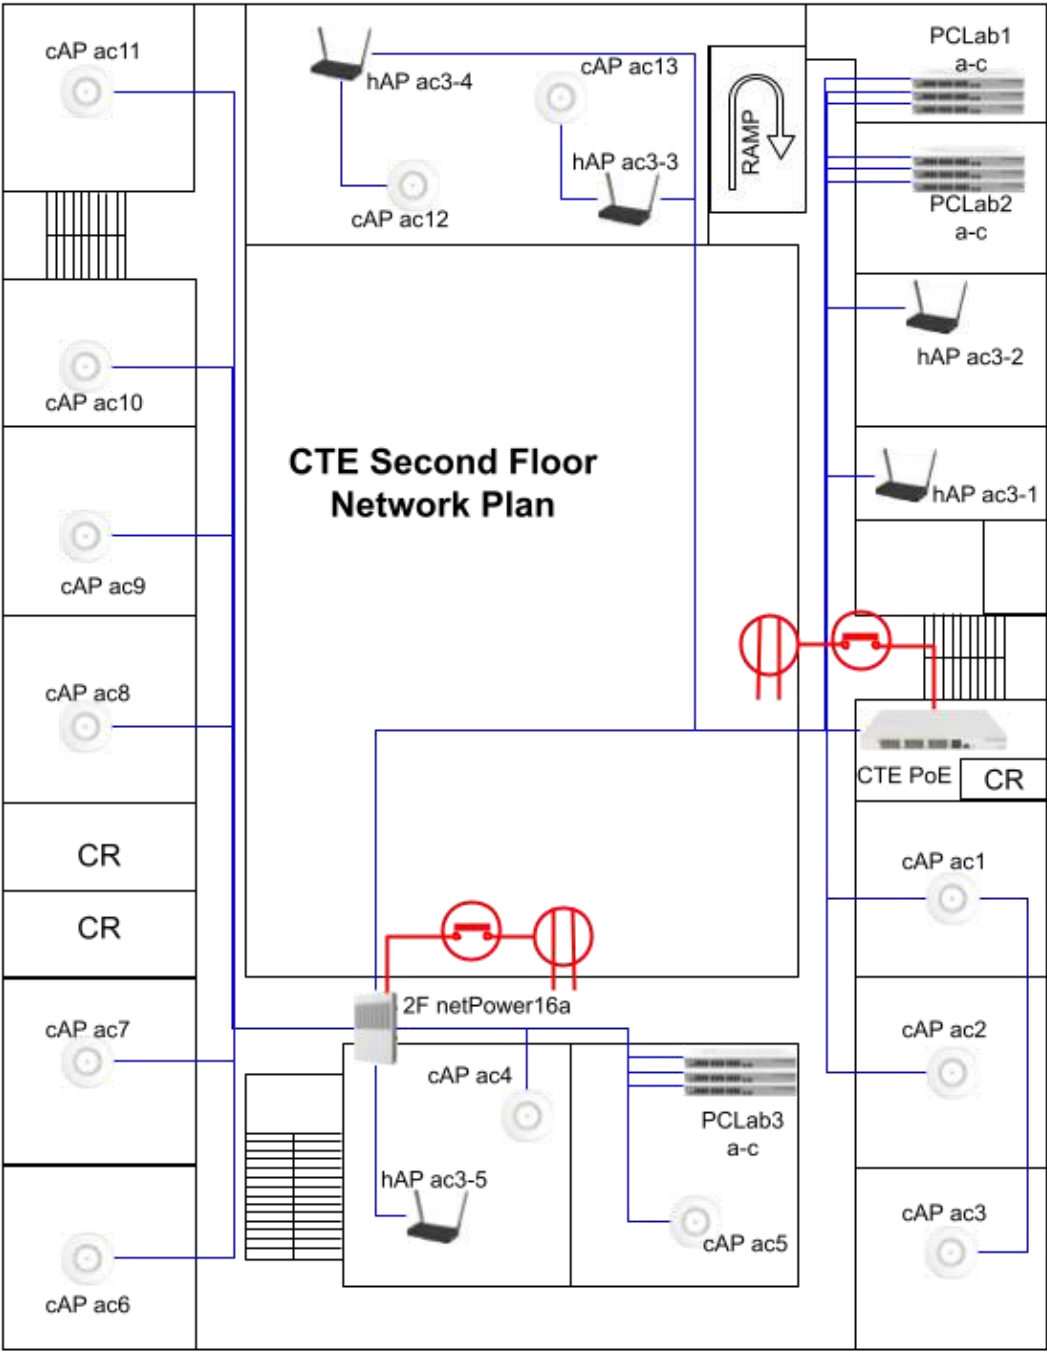 cAP ac11
hAP ac3-4
cAP ac13
hAP ac3-3
cAP ac12
RAMP
PCLab1
a-c
PCLab2
a-c
hAP ac3-2
hAP ac3-1
cAP ac10
CTE Second Floor
Network Plan
cAP ac9
cAP ac8
CTE PoE
CR
CR
CR
cAP ac1
2F netPower16a
cAP ac7
cAP ac2
cAP ac4
PCLab3
a-c
hAP ac3-5
cAP ac5
cAP ac3
cAP ac6